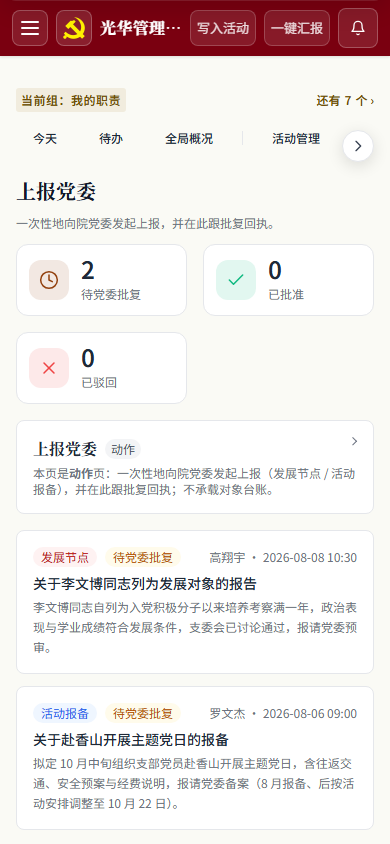 光华管理…
写入活动
一键汇报
当前组：我的职责
还有 7 个 ›
今天
待办
全局概况
活动管理
上报党委
一次性地向院党委发起上报，并在此跟批复回执。
2
待党委批复
0
已批准
0
已驳回
上报党委
动作
本页是动作页：一次性地向院党委发起上报（发展节点 / 活动
报备），并在此跟批复回执；不承载对象台账。
发展节点
待党委批复
高翔宇 · 2026-08-08 10:30
关于李文博同志列为发展对象的报告
李文博同志自列为入党积极分子以来培养考察满一年，政治表
现与学业成绩符合发展条件，支委会已讨论通过，报请党委预
审。
活动报备
待党委批复
罗文杰 · 2026-08-06 09:00
关于赴香山开展主题党日的报备
拟定 10 月中旬组织支部党员赴香山开展主题党日，含往返交
通、安全预案与经费说明，报请党委备案（8 月报备、后按活
动安排调整至 10 月 22 日）。